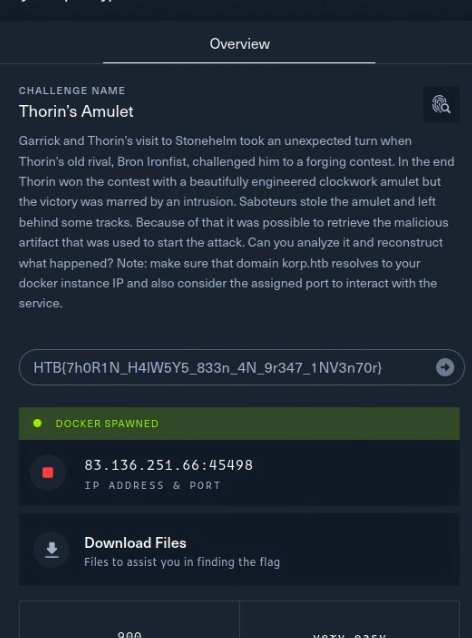 Overview
CHALLENGE NAME
Thorin's Amulet
Garrick and Thorin's visit to Stonehelm took an unexpected turn when
Thorin's old rival, Bron Ironfist, challenged him to a forging contest. In the end
Thorin won the contest with a beautifully engineered clockwork amulet but
the victory was marred by an intrusion. Saboteurs stole the amulet and left
behind some tracks. Because of that it was possible to retrieve the malicious
artifact that was used to start the attack. Can you analyze it and reconstruct
what happened? Note: make sure that domain korp.htb resolves to your
docker instance IP and also consider the assigned port to interact with the
service.
HTB{7h0R1N_H4lW5Y5_833n_4N_9r347_1NV3n70r}
DOCKER SPAWNED
83.136.251.66:45498
IP ADDRESS & PORT
Download Files
Files to assist you in finding the flag
900
very easy